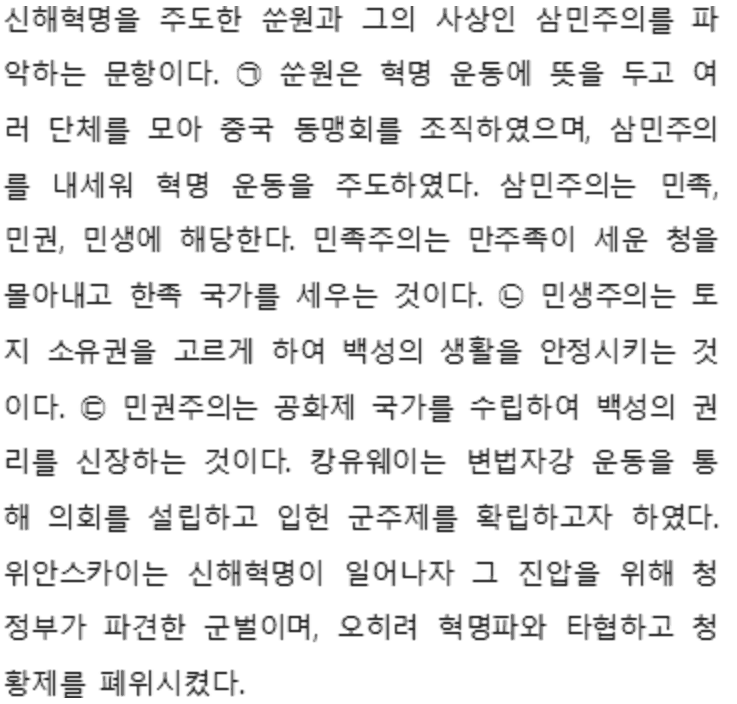 신해혁명을 주도한 쑨원과 그의 사상인 삼민주의를 파
악하는 문항이다. ㉠ 쑨원은 혁명 운동에 뜻을 두고 여
러 단체를 모아 중국 동맹회를 조직하였으며, 삼민주의
를 내세워 혁명 운동을 주도하였다. 삼민주의는 민족,
민권, 민생에 해당한다. 민족주의는 만주족이 세운 청을
몰아내고 한족 국가를 세우는 것이다. ㉡ 민생주의는 토
지 소유권을 고르게 하여 백성의 생활을 안정시키는 것
이다. ㉢ 민권주의는 공화제 국가를 수립하여 백성의 권
리를 신장하는 것이다. 캉유웨이는 변법자강 운동을 통
해 의회를 설립하고 입헌 군주제를 확립하고자 하였다.
위안스카이는 신해혁명이 일어나자 그 진압을 위해 청
정부가 파견한 군벌이며, 오히려 혁명파와 타협하고 청
황제를 폐위시켰다.